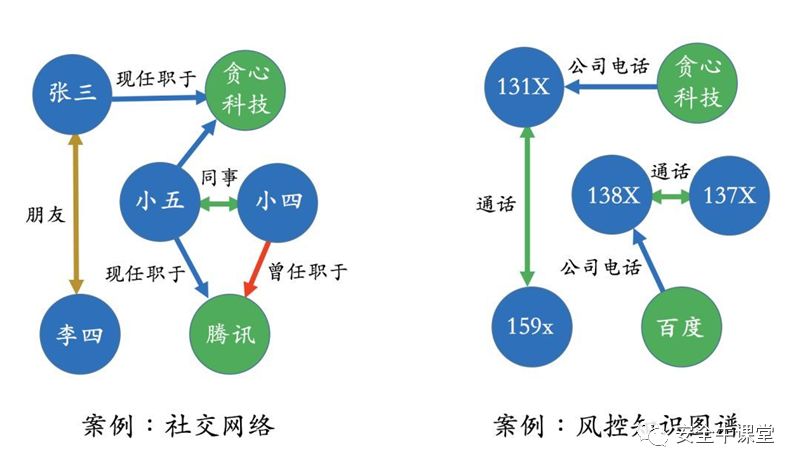 张三
现任职于
贪心
科技
同事
小五
小四
朋友
现任职于
曾任职于
李四
腾讯
案例：社交网络
131X
公司电话
贪心
科技
通话
通话
138X
137X
公司电话
159x
百度
案例：风控知识图谱
安全牛课堂